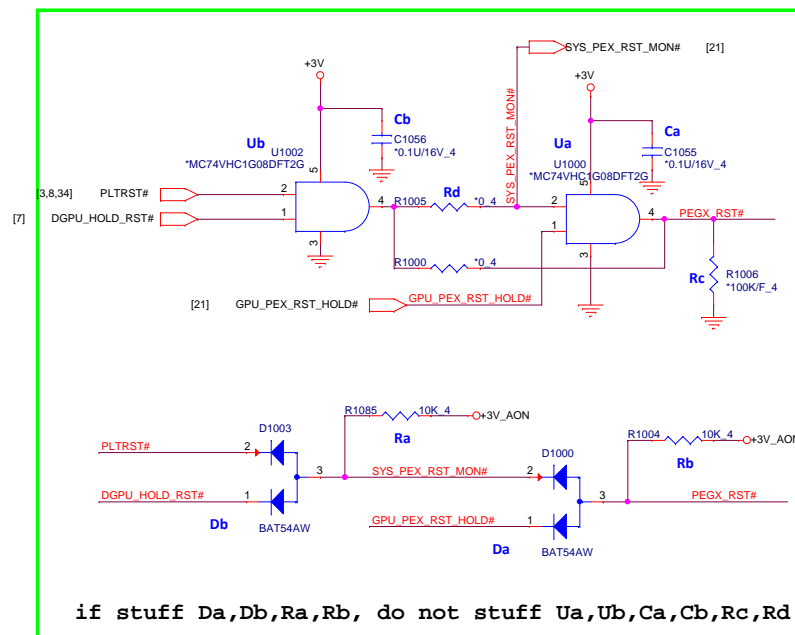 SYS_PEX_RST_MON# [21]
+3V
+3V
Cb
C1056
*0.1U/16V_4
Ub
U1002
*MC74VHC1G08DFT2G
SYS_PEX_RST_MON#
Ca
C1055
*0.1U/16V_4
Ua
U1000
*MC74VHC1G08DFT2G
5
5
[3,8,34] PLTRST# 2
[7] DGPU_HOLD_RST# 1
4 R1005 Rd *0_4 2
1
4 PEGX_RST#
3
3
R1000 *0_4
Rc
R1006
*100K/F_4
[21] GPU_PEX_RST_HOLD# GPU_PEX_RST_HOLD#
R1085 10K_4 +3V_AON
Ra
D1003
PLTRST# 2
3 SYS_PEX_RST_MON# 2
DGPU_HOLD_RST# 1
Db
BAT54AW
R1004 10K_4 +3V_AON
Rb
D1000
3 PEGX_RST#
GPU_PEX_RST_HOLD# 1
Da
BAT54AW
if stuff Da,Db,Ra,Rb, do not stuff Ua,Ub,Ca,Cb,Rc,Rd